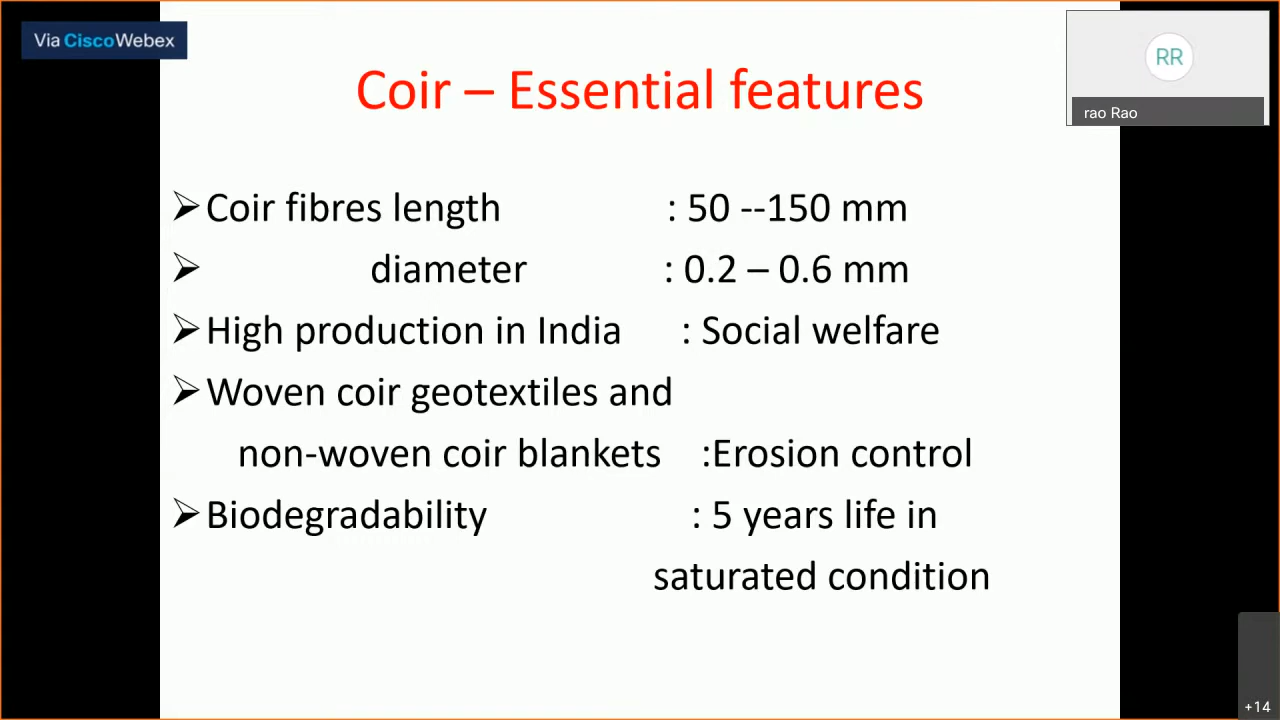 Via CiscoWebex
RR
rao Rao
Coir – Essential features
➢Coir fibres length : 50 --150 mm
➢ diameter : 0.2 – 0.6 mm
➢High production in India : Social welfare
➢Woven coir geotextiles and
non-woven coir blankets :Erosion control
➢Biodegradability : 5 years life in
saturated condition
+14